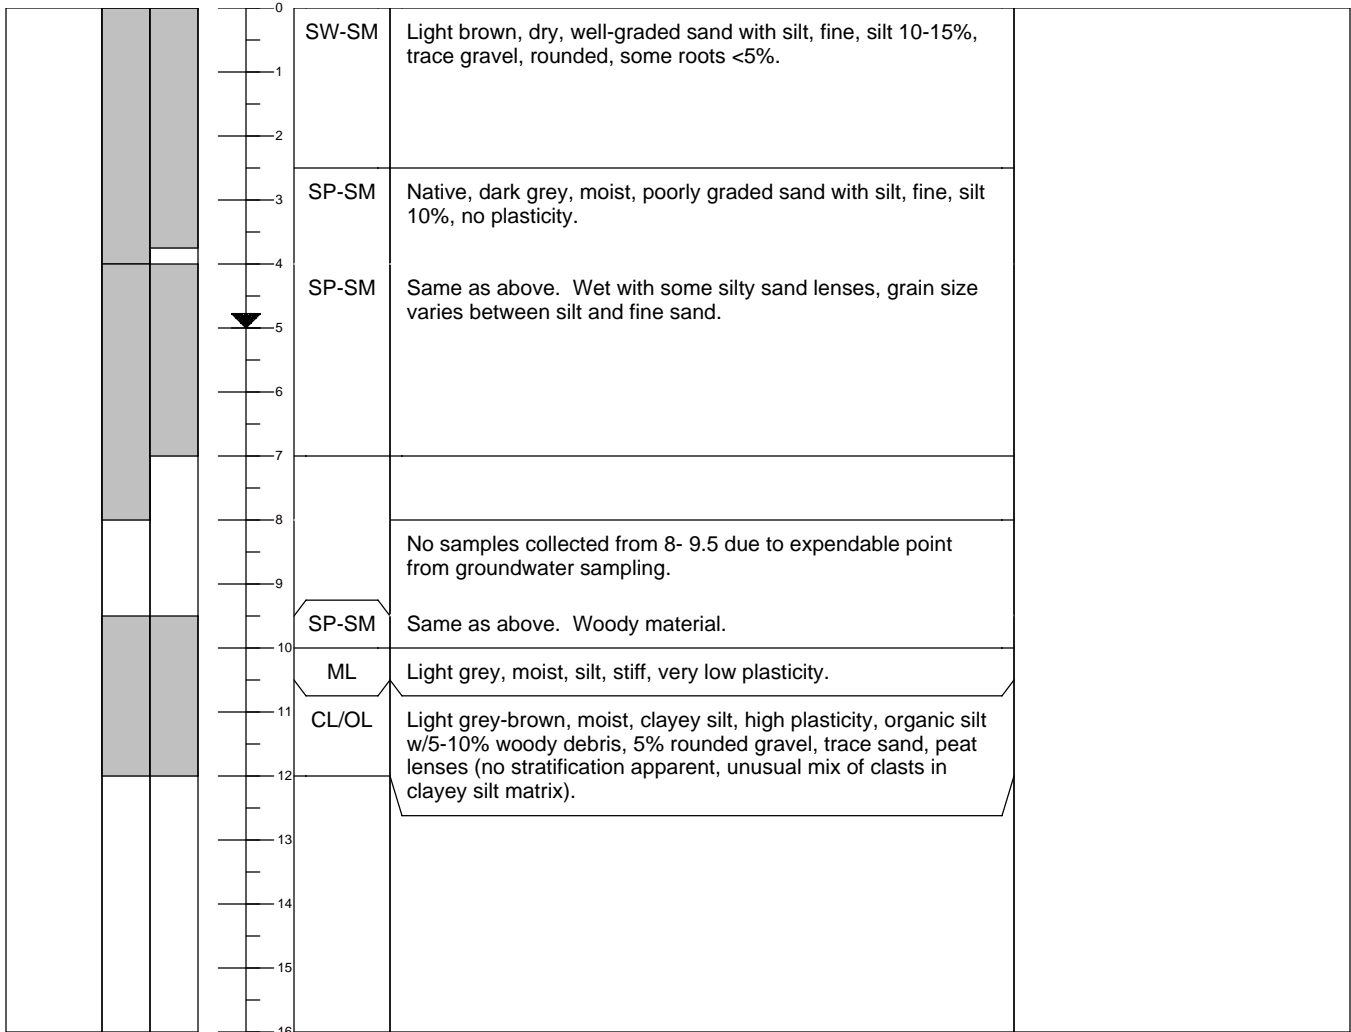 0
SW-SM Light brown, dry, well-graded sand with silt, fine, silt 10-15%,
trace gravel, rounded, some roots <5%.
1
2
SP-SM Native, dark grey, moist, poorly graded sand with silt, fine, silt
3
10%, no plasticity.
4
SP-SM Same as above.  Wet with some silty sand lenses, grain size
varies between silt and fine sand.
5
6
7
8
No samples collected from 8- 9.5 due to expendable point
from groundwater sampling.
9
SP-SM Same as above.  Woody material.
10
ML Light grey, moist, silt, stiff, very low plasticity.
11
CL/OL Light grey-brown, moist, clayey silt, high plasticity, organic silt
w/5-10% woody debris, 5% rounded gravel, trace sand, peat
lenses (no stratification apparent, unusual mix of clasts in
12
clayey silt matrix).
13
14
15
16